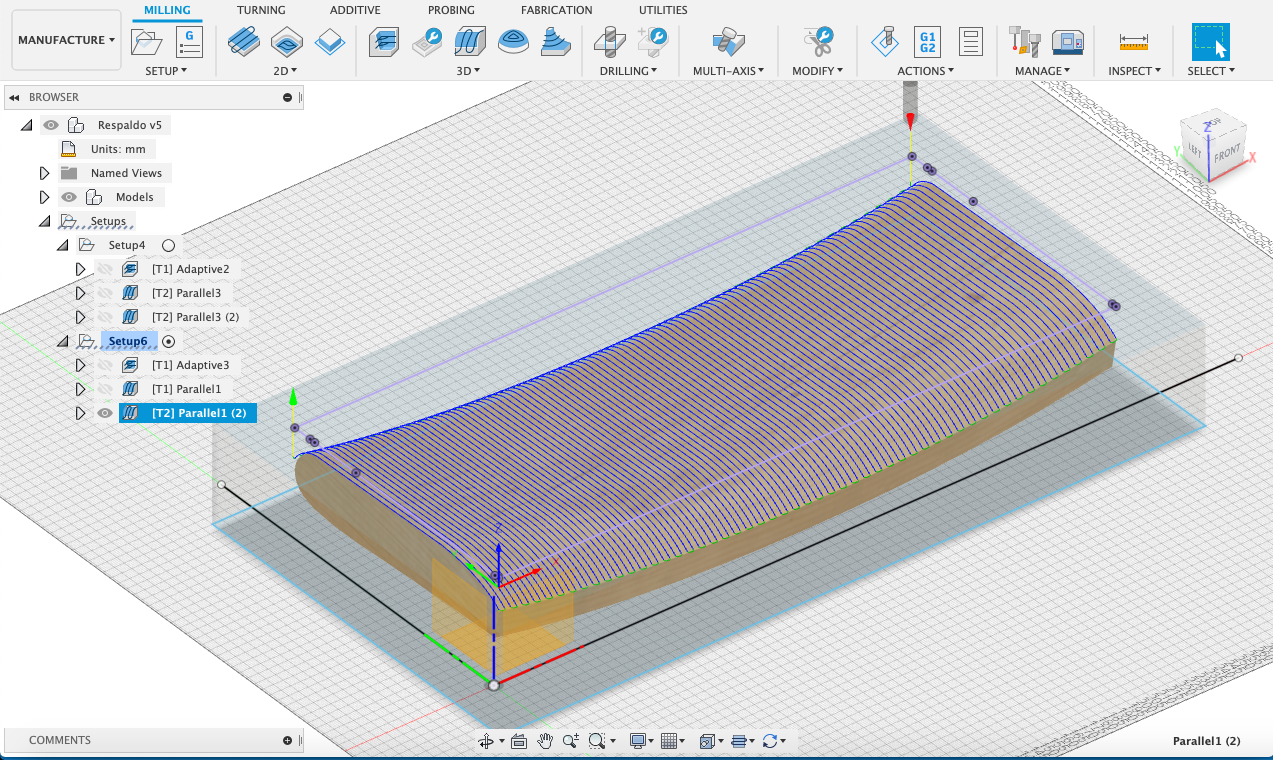 MILLING TURNING ADDITIVE PROBING FABRICATION UTILITIES
MANUFACTURE
G
G1
G2
SETUP 2D 3D DRILLING MULTI-AXIS MODIFY ACTIONS MANAGE INSPECT SELECT
BROWSER
Respaldo v5
Units: mm
Named Views
Models
Setups
Setup4
[T1] Adaptive2
[T2] Parallel3
[T2] Parallel3 (2)
Setup6
[T1] Adaptive3
[T1] Parallel1
[T2] Parallel1 (2)
TOP
Z
LEFT
FRONT
Y
X
Z
X
COMMENTS
Parallel1 (2)